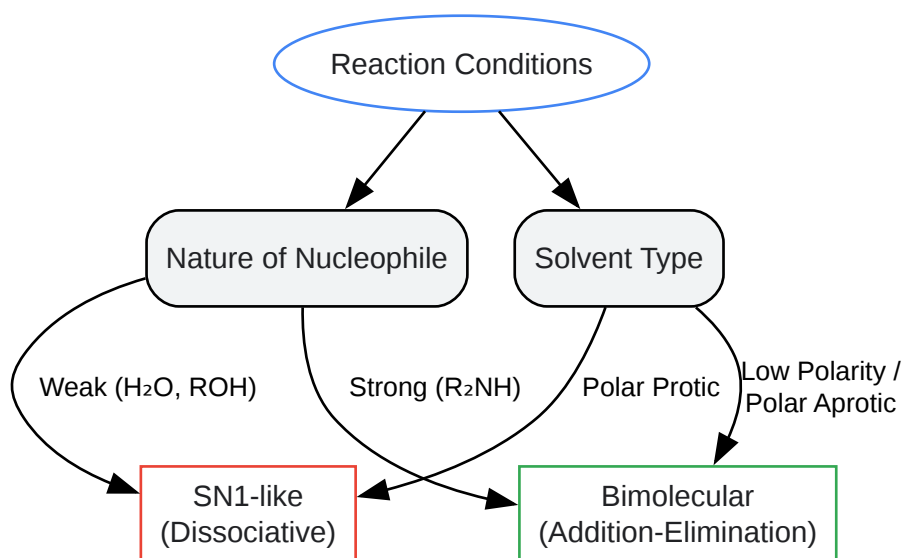 Reaction Conditions
Nature of Nucleophile
Solvent Type
Weak (H₂O, ROH)
Strong (R₂NH)
Polar Protic
Low Polarity /
Polar Aprotic
SN1-like
(Dissociative)
Bimolecular
(Addition-Elimination)